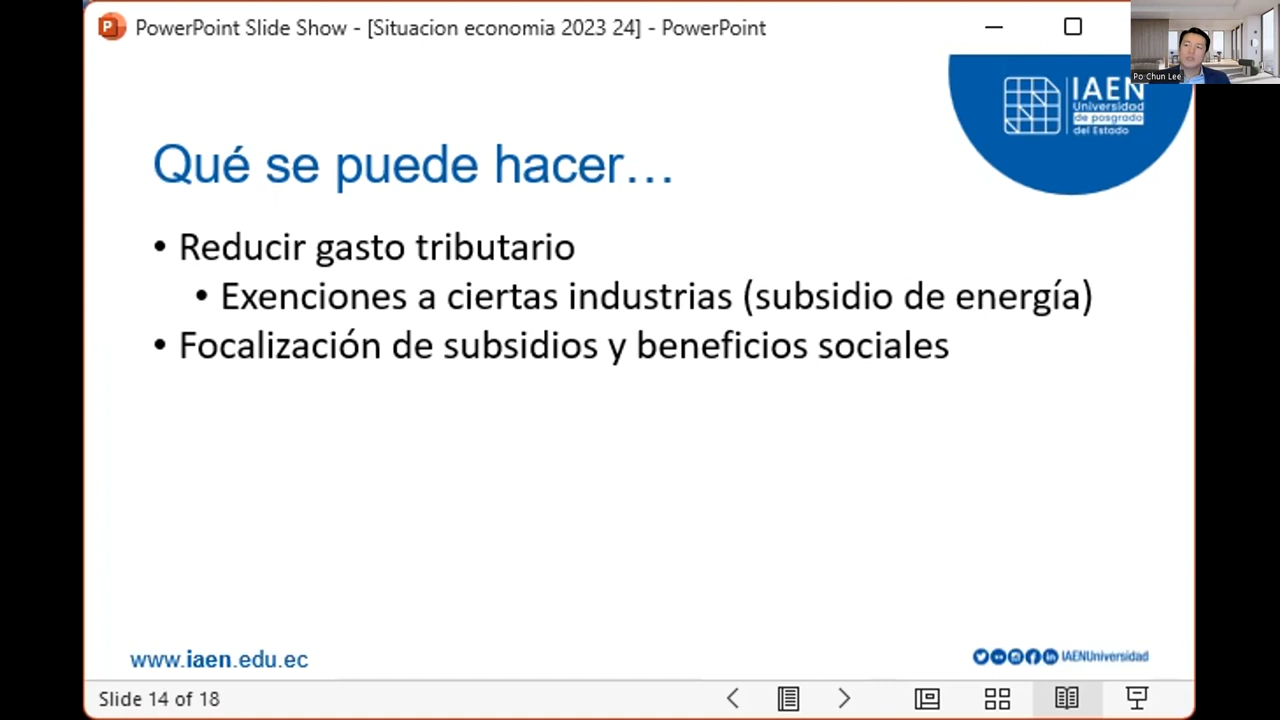 PowerPoint Slide Show - [Situacion economia 2023 24] - PowerPoint
Po Chun Lee
IAEN
Universidad
de posgrado
del Estado
Qué se puede hacer…
• Reducir gasto tributario
• Exenciones a ciertas industrias (subsidio de energía)
• Focalización de subsidios y beneficios sociales
www.iaen.edu.ec
IAENUniversidad
Slide 14 of 18